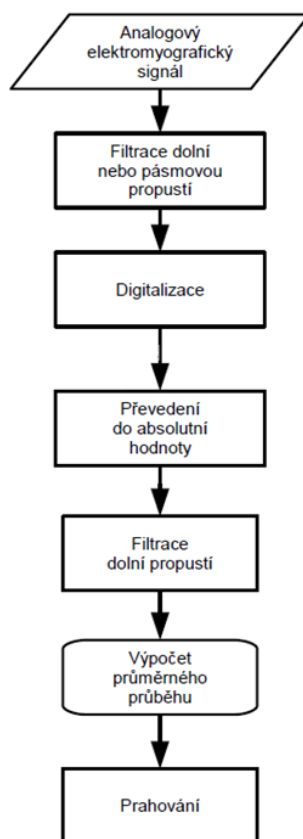 Analogový
elektromyografický
signál
Filtrace dolní
nebo pásmovou
propustí
Digitalizace
Převedení
do absolutní
hodnoty
Filtrace
dolní propustí
Výpočet
průměrného
průběhu
Prahování